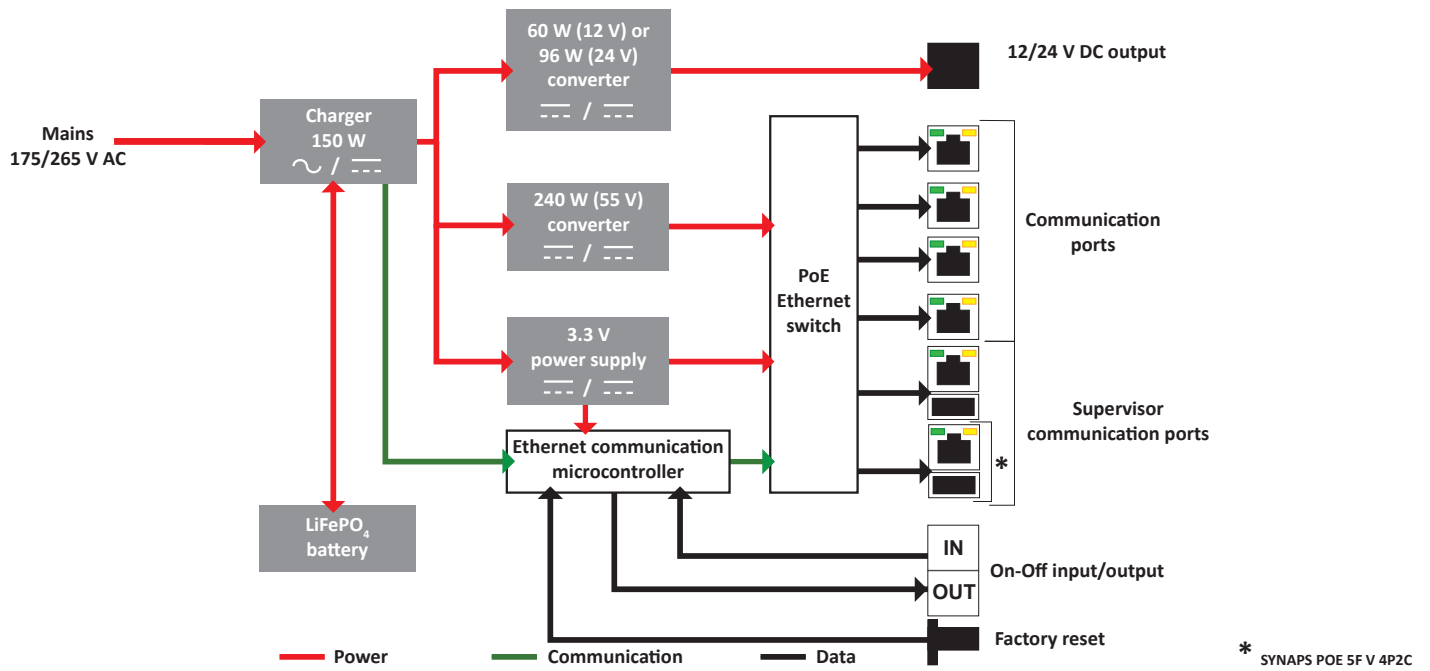 Mains
175/265 V AC
Charger
150 W
60 W (12 V) or
96 W (24 V)
converter
12/24 V DC output
240 W (55 V)
converter
3.3 V
power supply
Ethernet communication
microcontroller
LiFePO4
battery
PoE
Ethernet
switch
Communication
ports
Supervisor
communication ports
*
IN
OUT
On-Off input/output
Factory reset
Power
Communication
Data
* SYNAPS POE 5F V 4P2C